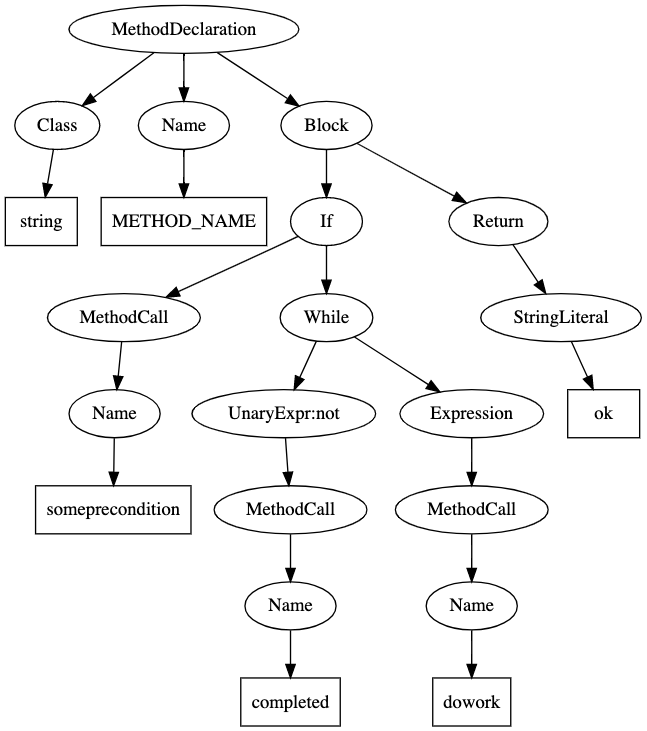 MethodDeclaration
Class
Name
Block
string
METHOD_NAME
If
Return
MethodCall
While
StringLiteral
Name
UnaryExpr:not
Expression
ok
someprecondition
MethodCall
MethodCall
Name
Name
completed
dowork